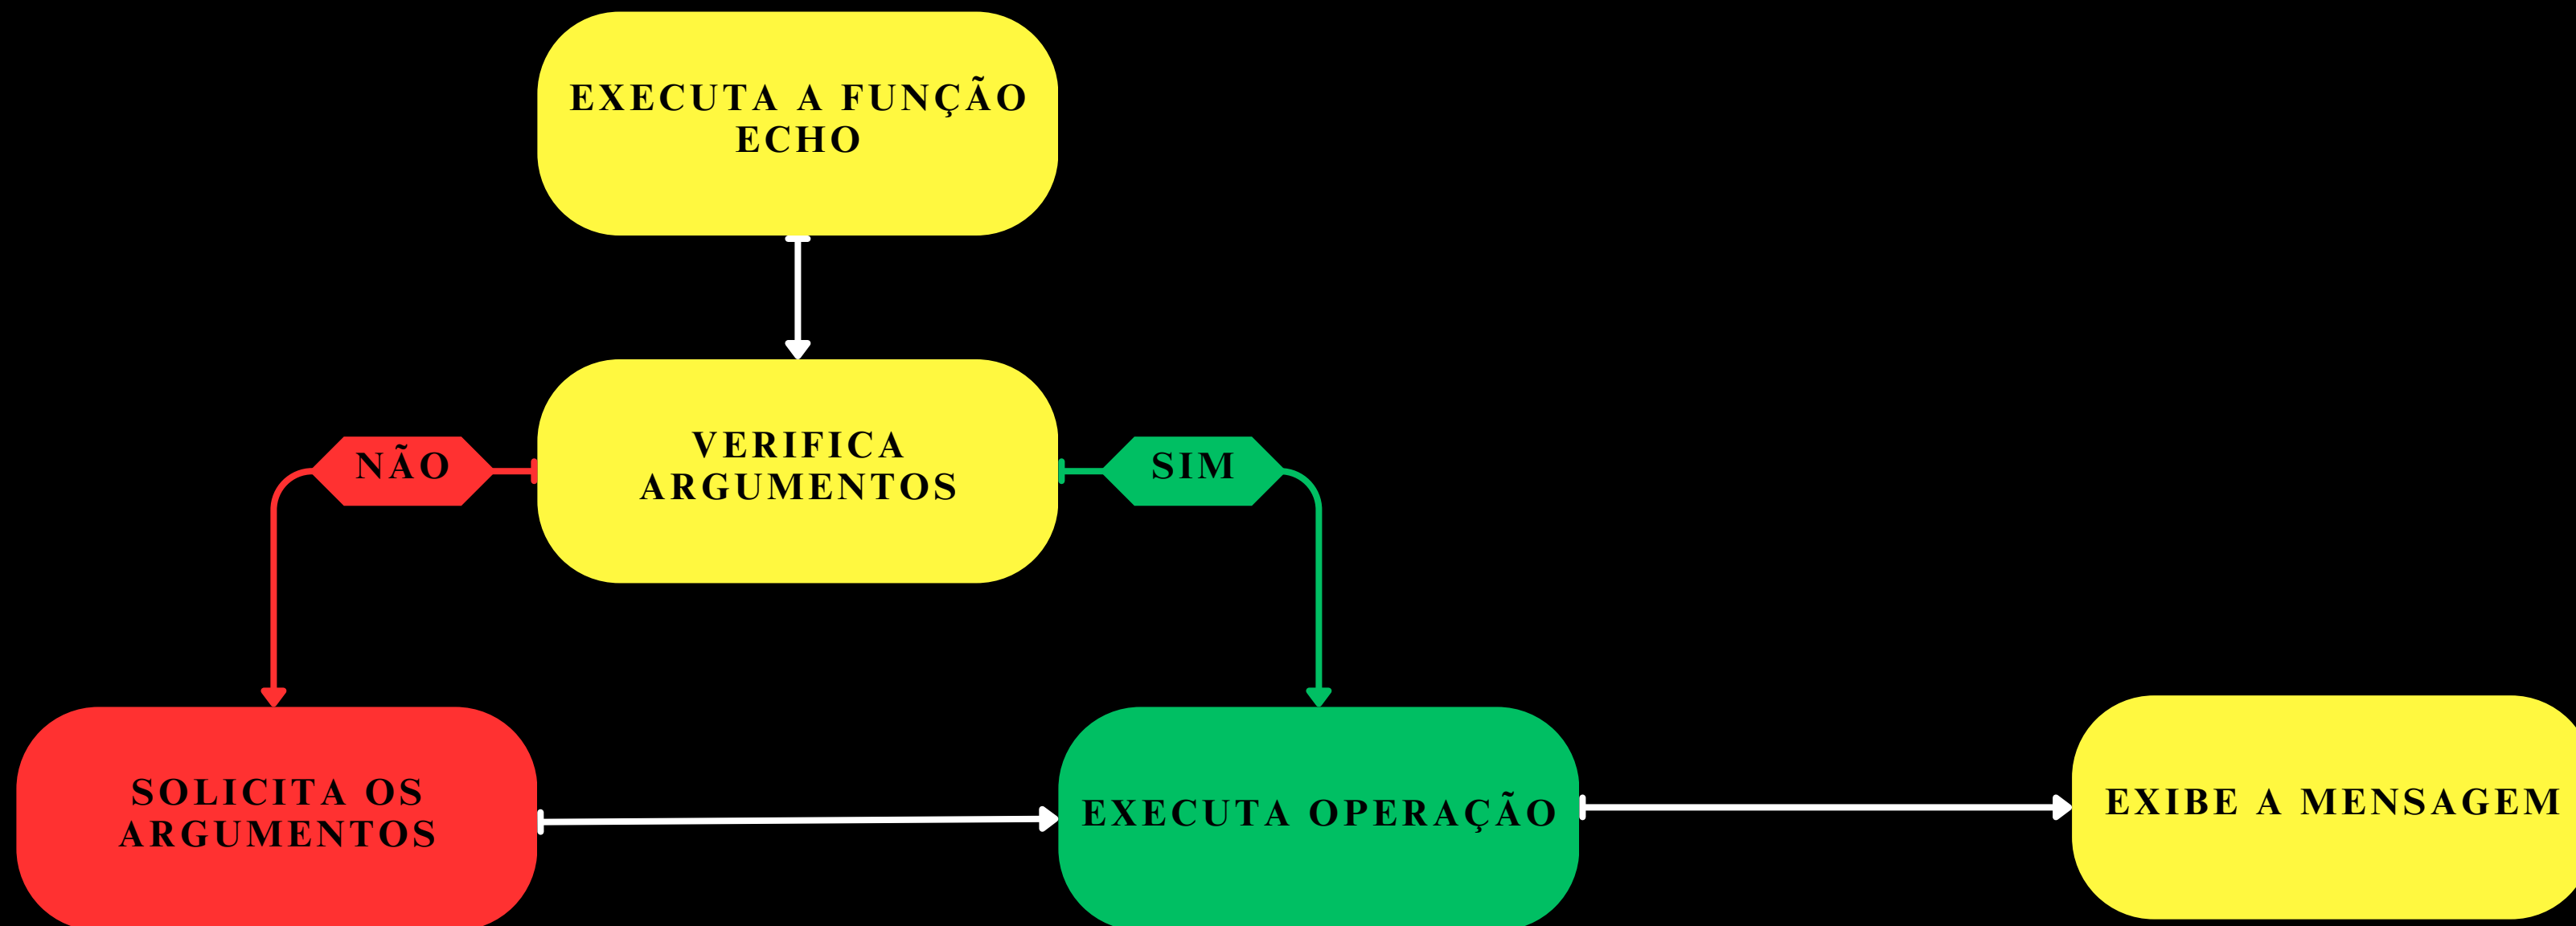 EXECUTA A FUNÇÃO
ECHO
VERIFICA
ARGUMENTOS
NÃO
SIM
SOLICITA OS
ARGUMENTOS
EXECUTA OPERAÇÃO
EXIBE A MENSAGEM